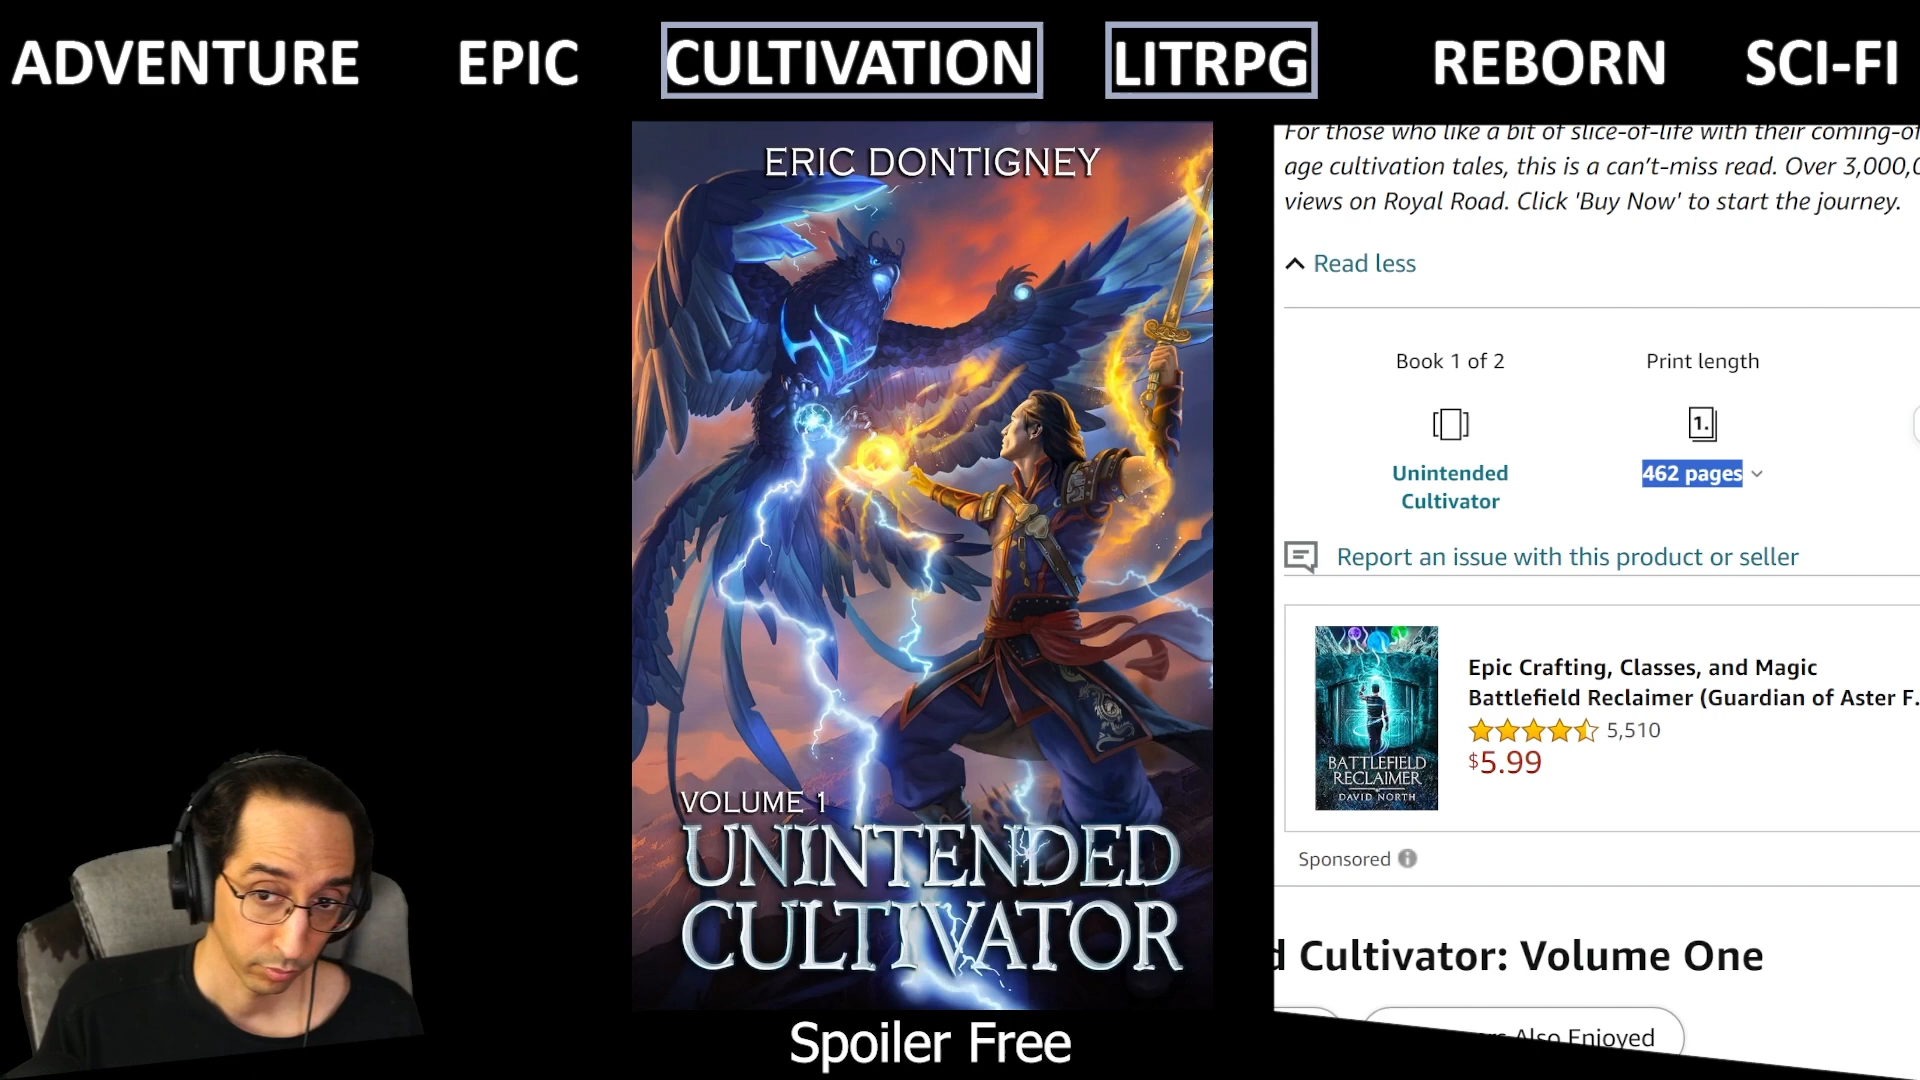 ADVENTURE EPIC CULTIVATION LITRPG REBORN SCI-FI
ERIC DONTIGNEY
VOLUME 1
UNINTENDED
CULTIVATOR
Spoiler Free
For those who like a bit of slice-of-life with their coming-of
age cultivation tales, this is a can't-miss read. Over 3,000,0
views on Royal Road. Click 'Buy Now' to start the journey.
Read less
Book 1 of 2
Print length
1.
Unintended
Cultivator
462 pages
Report an issue with this product or seller
BATTLEFIELD
RECLAIMER
DAVID NORTH
Epic Crafting, Classes, and Magic
Battlefield Reclaimer (Guardian of Aster F..
5,510
$5.99
Sponsored
d Cultivator: Volume One
Also Enjoyed